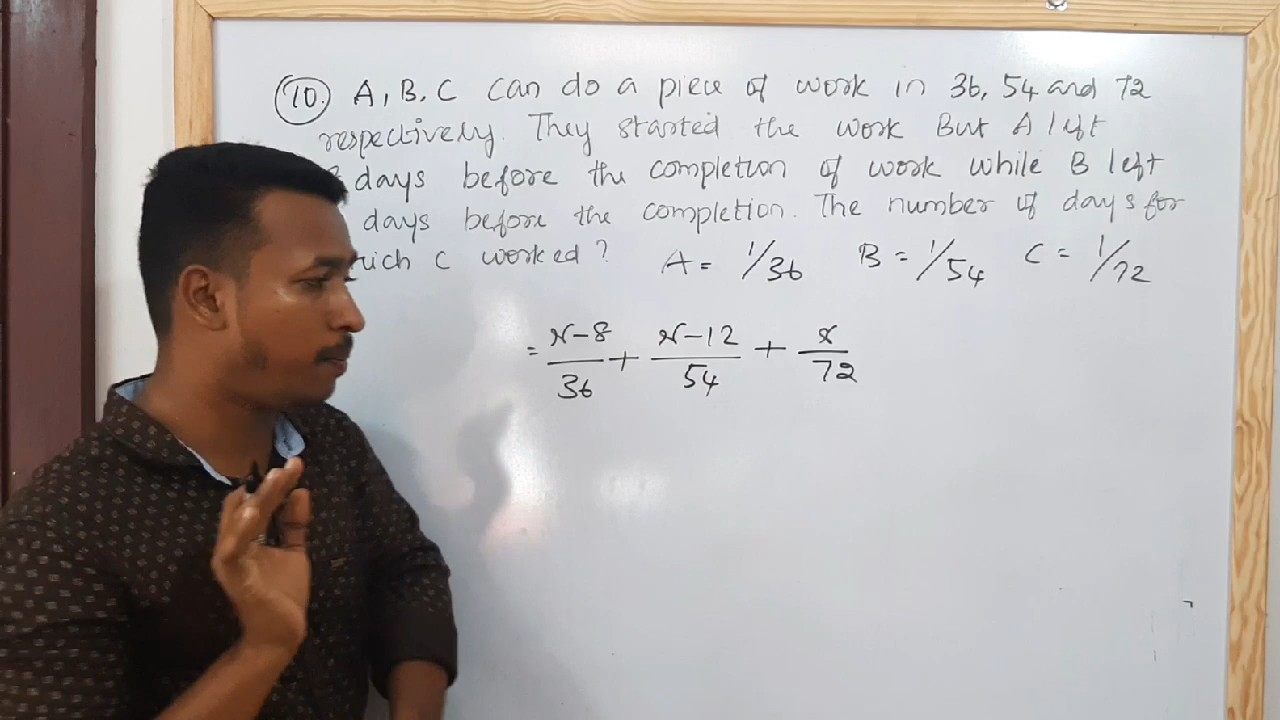 10. A, B, C can do a piece of work in 36, 54 and 72
respectively. They started the work But A left
days before the completion of work while B left
days before the completion. The number of days for
C worked? A = 1/36 B = 1/54 C = 1/72
= x-8/36 + x-12/54 + x/72